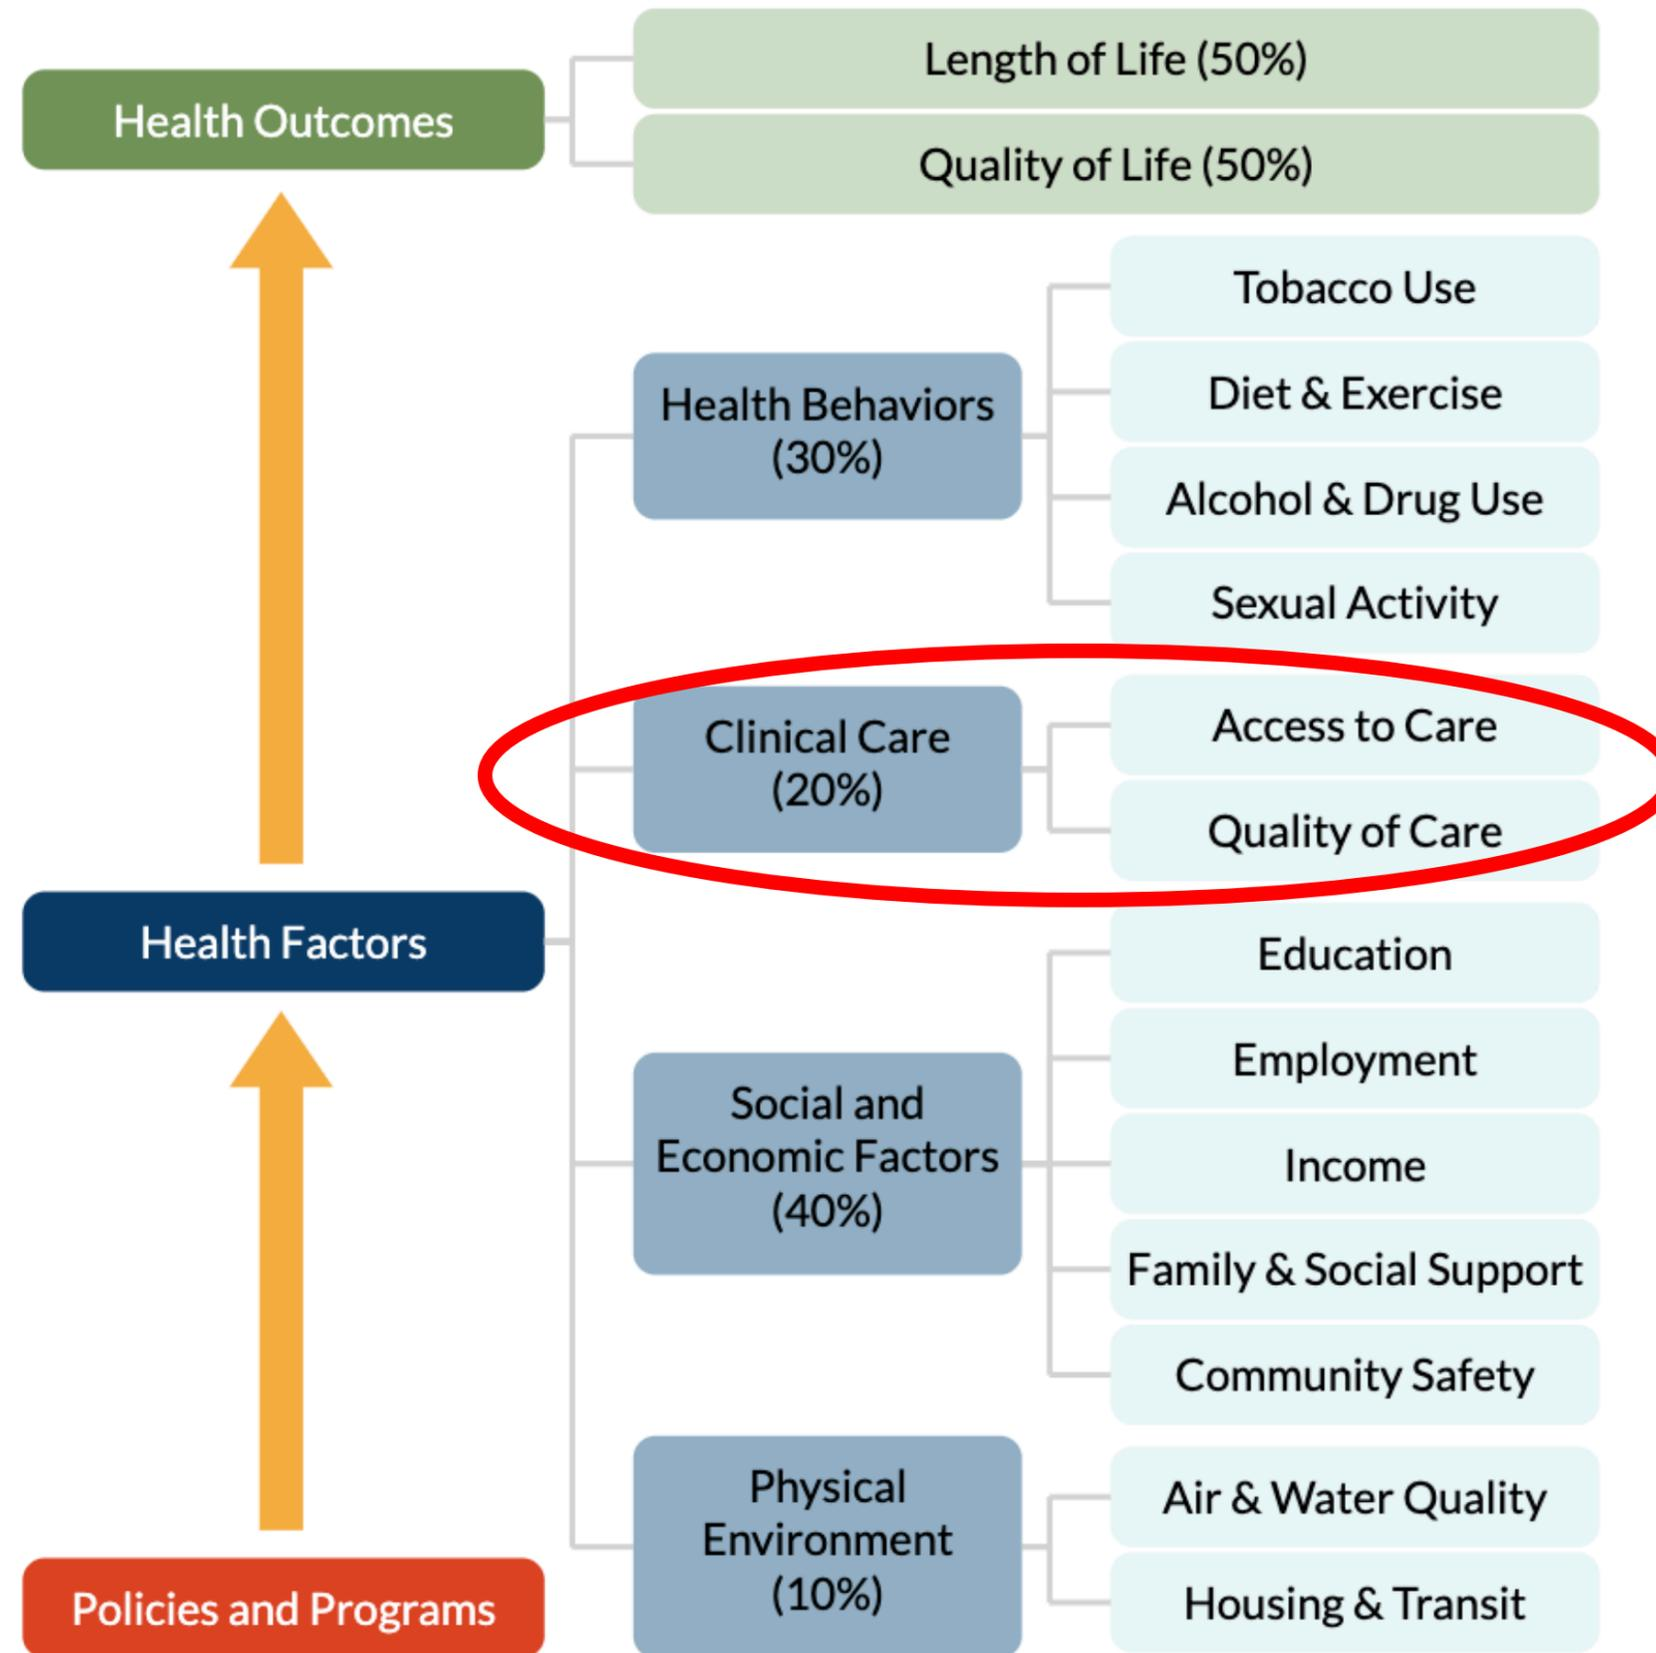 Health Outcomes
Length of Life (50%)
Quality of Life (50%)
Health Factors
Health Behaviors
(30%)
Tobacco Use
Diet & Exercise
Alcohol & Drug Use
Sexual Activity
Clinical Care
(20%)
Access to Care
Quality of Care
Social and
Economic Factors
(40%)
Education
Employment
Income
Family & Social Support
Community Safety
Physical
Environment
(10%)
Air & Water Quality
Housing & Transit
Policies and Programs